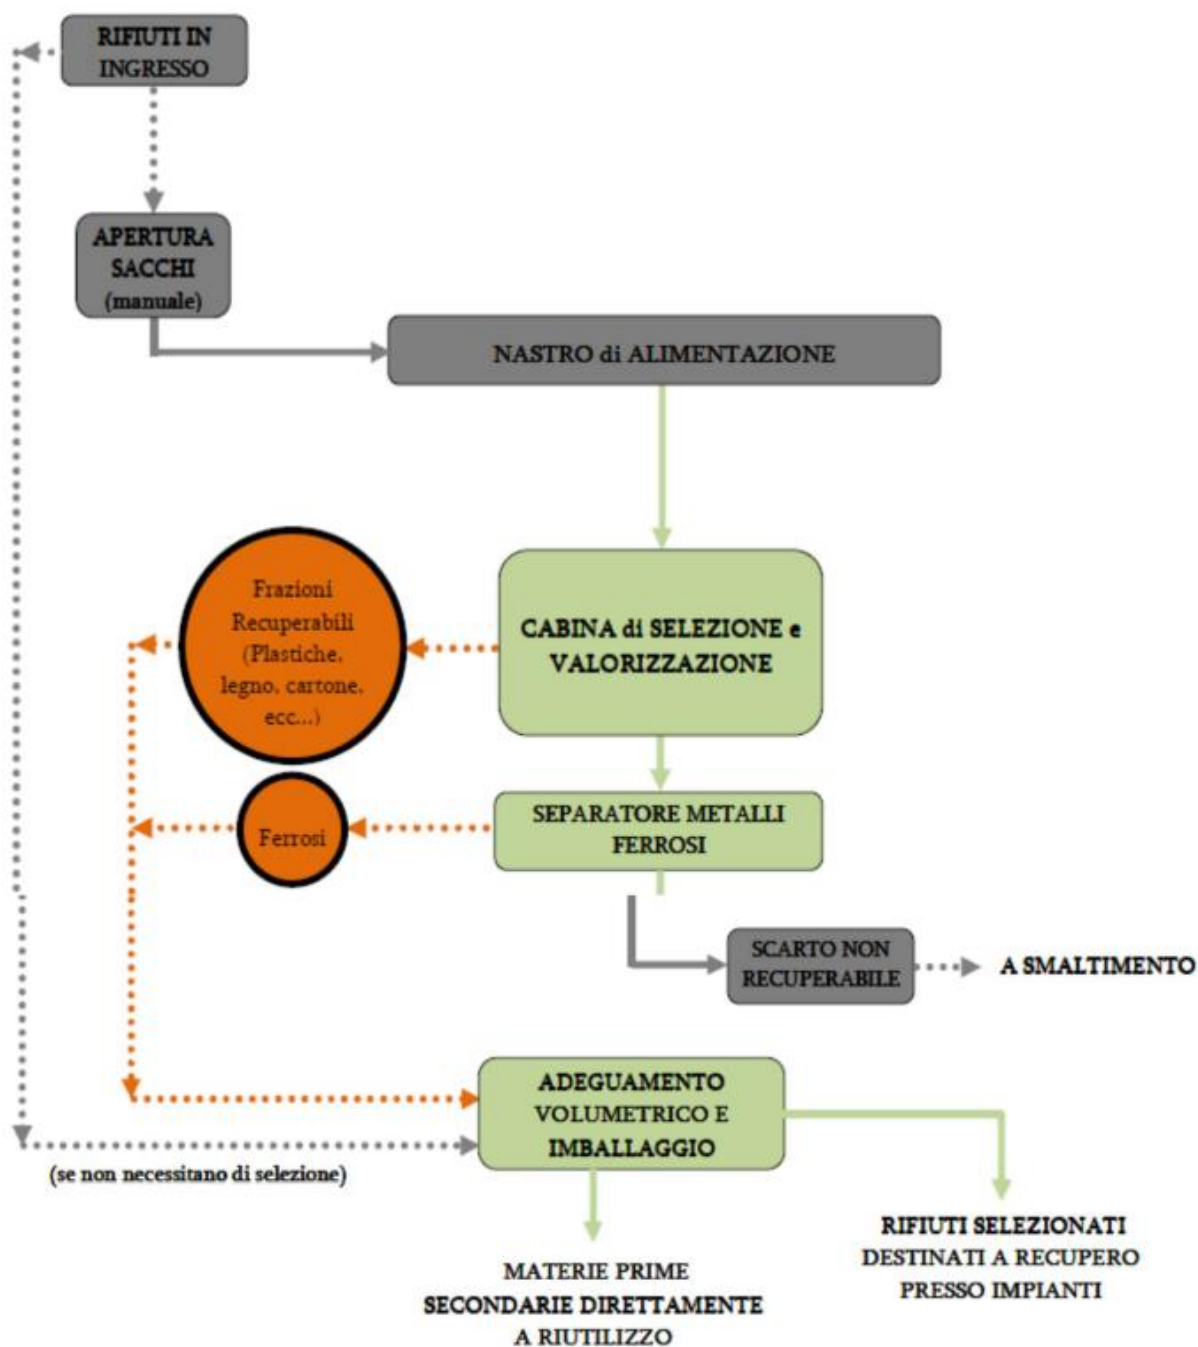 RIFIUTI IN
INGRESSO
APERTURA
SACCHI
(manuale)
NASTRO di ALIMENTAZIONE
Frazioni
Recuperabili
(Plastiche,
legno, cartone,
ecc...)
CABINA di SELEZIONE e
VALORIZZAZIONE
Ferrosi
SEPARATORE METALLI
FERROSI
SCARTO NON
RECUPERABILE
A SMALTIMENTO
ADEGUAMENTO
VOLUMETRICO E
IMBALLAGGIO
(se non necessitano di selezione)
RIFIUTI SELEZIONATI
DESTINATI A RECUPERO
PRESSO IMPIANTI
MATERIE PRIME
SECONDARIE DIRETTAMENTE
A RIUTILIZZO